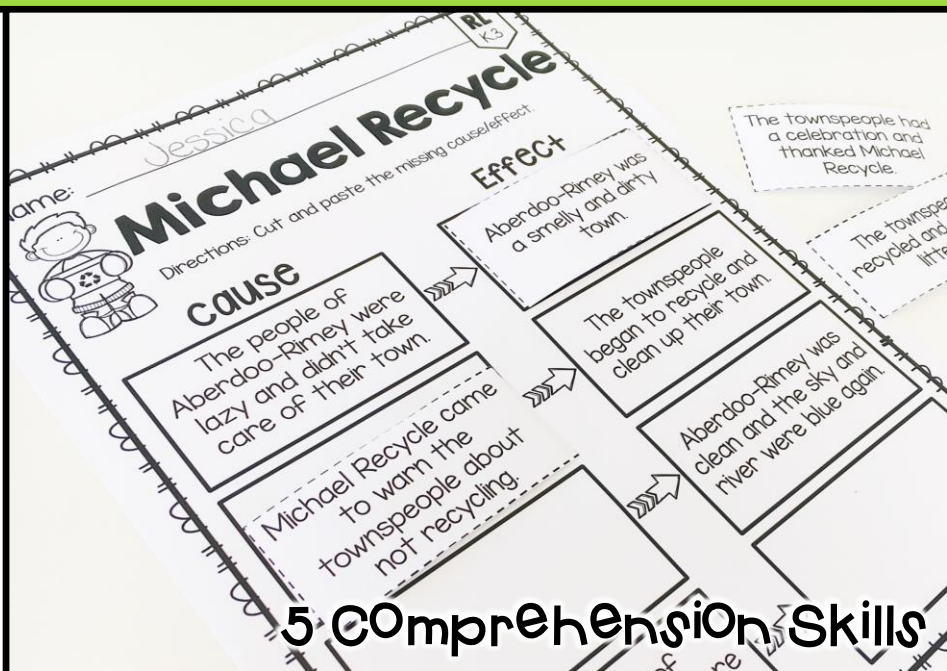 RL
K.3
Name:
Jessica
Michael Recycle
Directions: Cut and paste the missing cause/effect.
cause
Effect
The people of
Aberdoo-Rimey were
lazy and didn't take
care of their town.
Aberdoo-Rimey was
a smelly and dirty
town.
Michael Recycle came
to warn the
townspeople about
not recycling.
The townspeople
began to recycle and
clean up their town.
Aberdoo-Rimey was
clean and the sky and
river were blue again.
The townspeople had
a celebration and
thanked Michael
Recycle.
The
recycled and
of
5 Comprehension Skills